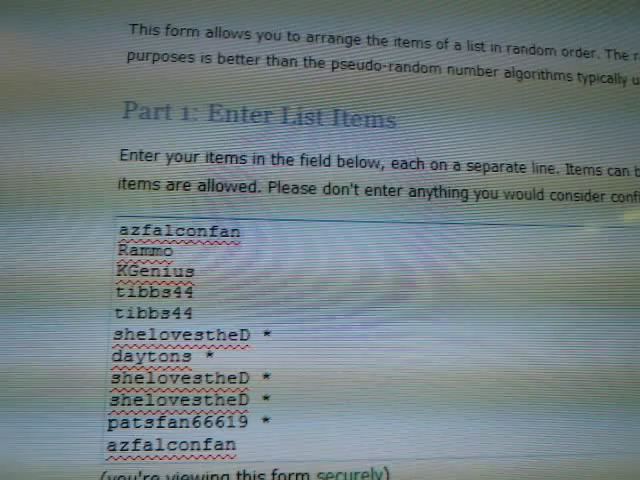 This form allows you to arrange the items of a list in random order. The
purposes is better than the pseudo-random number algorithms typically
Part 1: Enter List Items
Enter your items in the field below, each on a separate line. Items can
items are allowed. Please don't enter anything you would consider
azfalconfan
Rammo
KGenius
tibbs44
tibbs44
shelovestheD *
daytons *
shelovestheD *
shelovestheD *
patsfan66619 *
azfalconfan
(you're viewing this form securely)